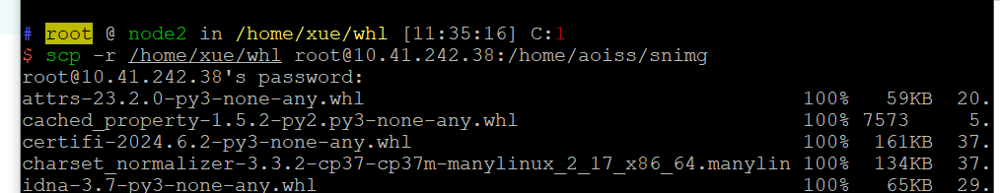 # root @ node2 in /home/xue/whl [11:35:16] C:1
$ scp -r /home/xue/whl root@10.41.242.38:/home/aoiss/snimg
root@10.41.242.38's password:
attrs-23.2.0-py3-none-any.whl 100% 59KB 20.
cached_property-1.5.2-py2.py3-none-any.whl 100% 7573 5.
certifi-2024.6.2-py3-none-any.whl 100% 161KB 37.
charset_normalizer-3.3.2-cp37-cp37m-manylinux_2_17_x86_64.manylin 100% 134KB 37.
idna-3.7-py3-none-any.whl 100% 65KB 29.